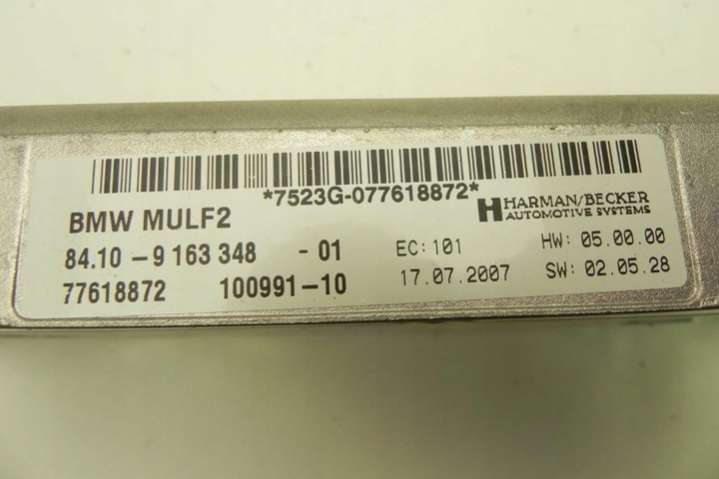 *7523G-077618872*
BMW MULF2
HARMAN/BECKER
AUTOMOTIVE SYSTEMS
84.10 - 9 163 348 - 01 EC: 101 HW: 05.00.00
77618872 100991-10 17.07.2007 SW: 02.05.28